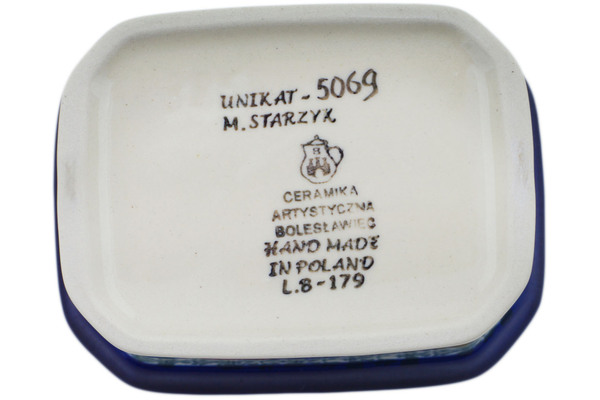 UNIKAT - 5069
M. STARZYK
B
CERAMIKA
ARTYSTYCZNA
BOLESŁAWIEC
HAND MADE
IN POLAND
L.8-179